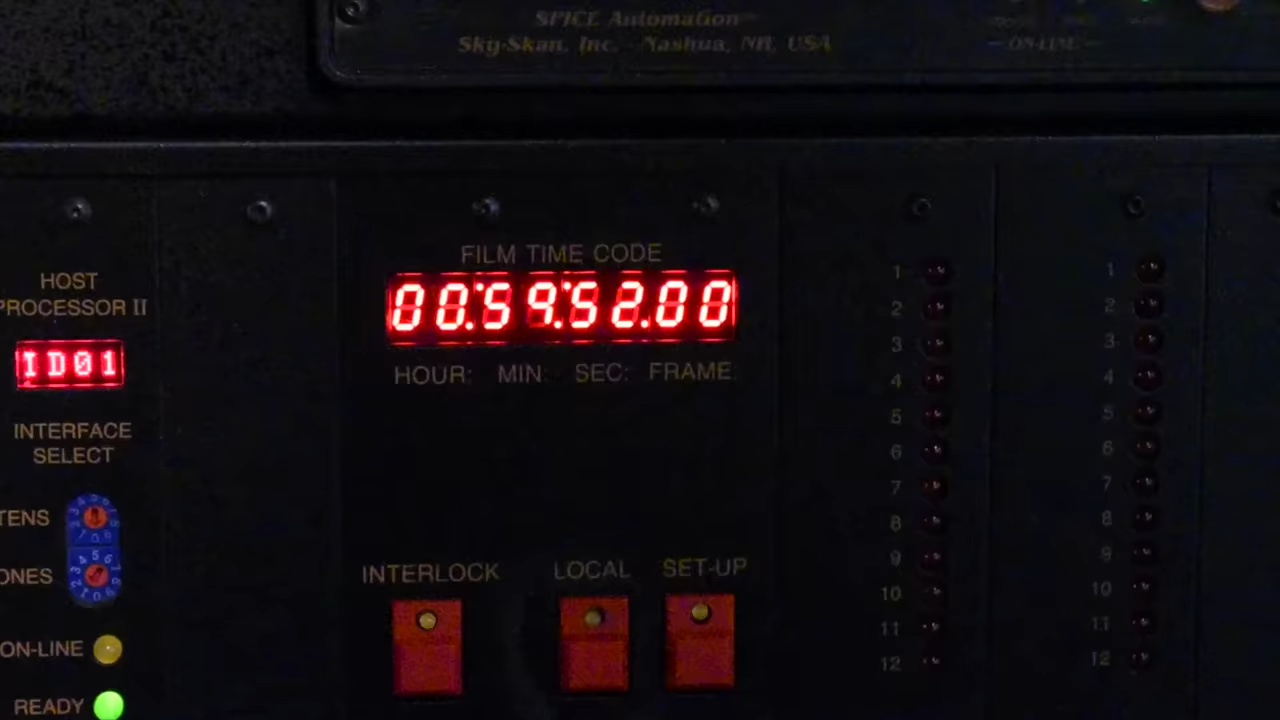 SPICE Automation
Sky-Skan, Inc. - Nashua, NH, USA
ON-LINE
HOST
PROCESSOR II
ID01
INTERFACE
SELECT
TENS
ONES
ON-LINE
READY
FILM TIME CODE
00:59:52.00
HOUR: MIN: SEC: FRAME
INTERLOCK
LOCAL
SET-UP
1
2
3
4
5
6
7
8
9
10
11
12
1
2
3
4
5
6
7
8
9
10
11
12